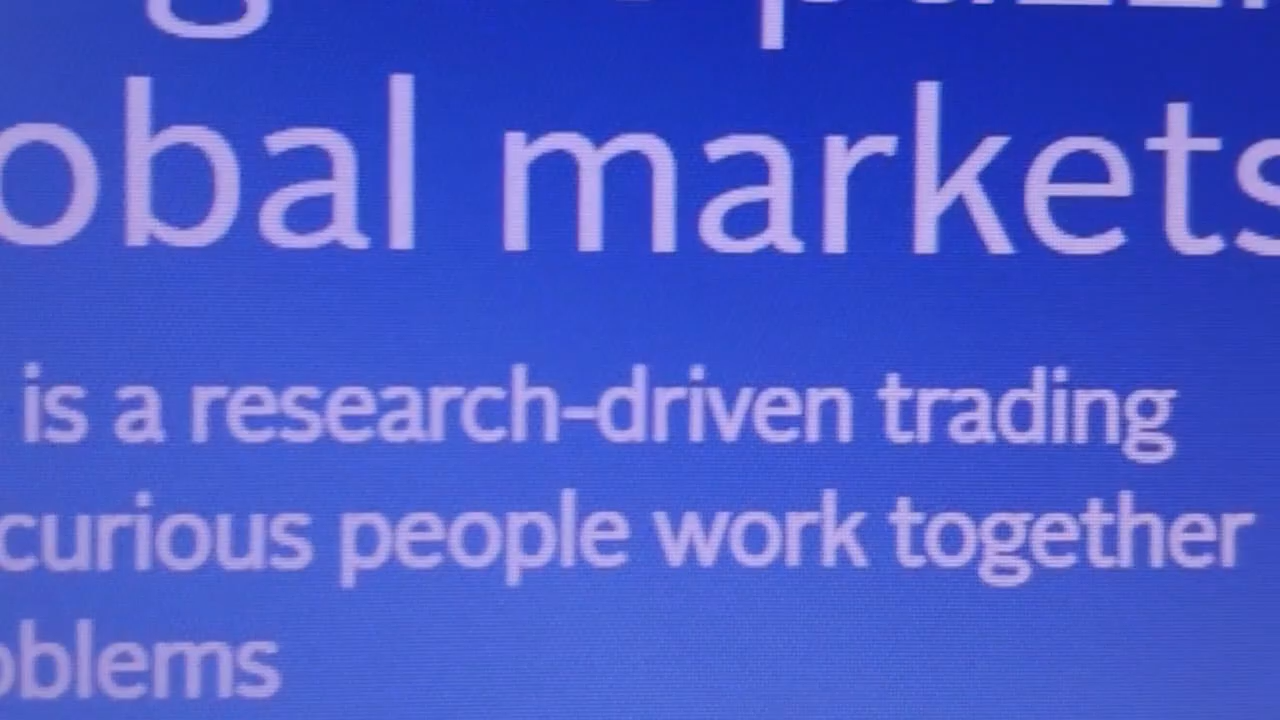 obal markets
is a research-driven trading
curious people work together
oblems